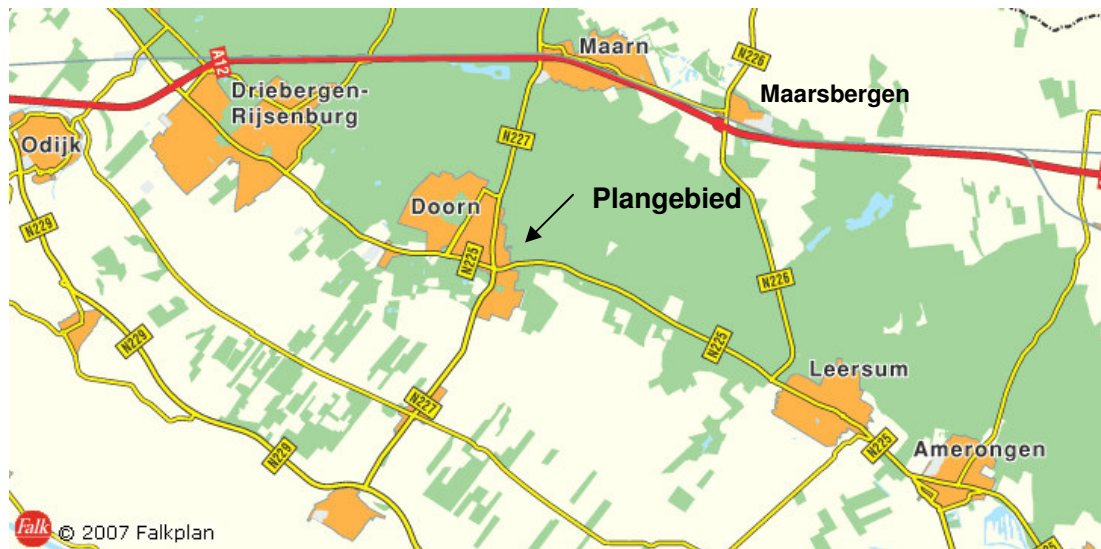 Maarn
N226
A12
Driebergen-
Rijsenburg
Maarsbergen
Odijk
N227
Plangebied
Doorn
N229
N225
N226
N229
N225
Leersum
N227
N225
Amerongen
N229
Falk © 2007 Falkplan